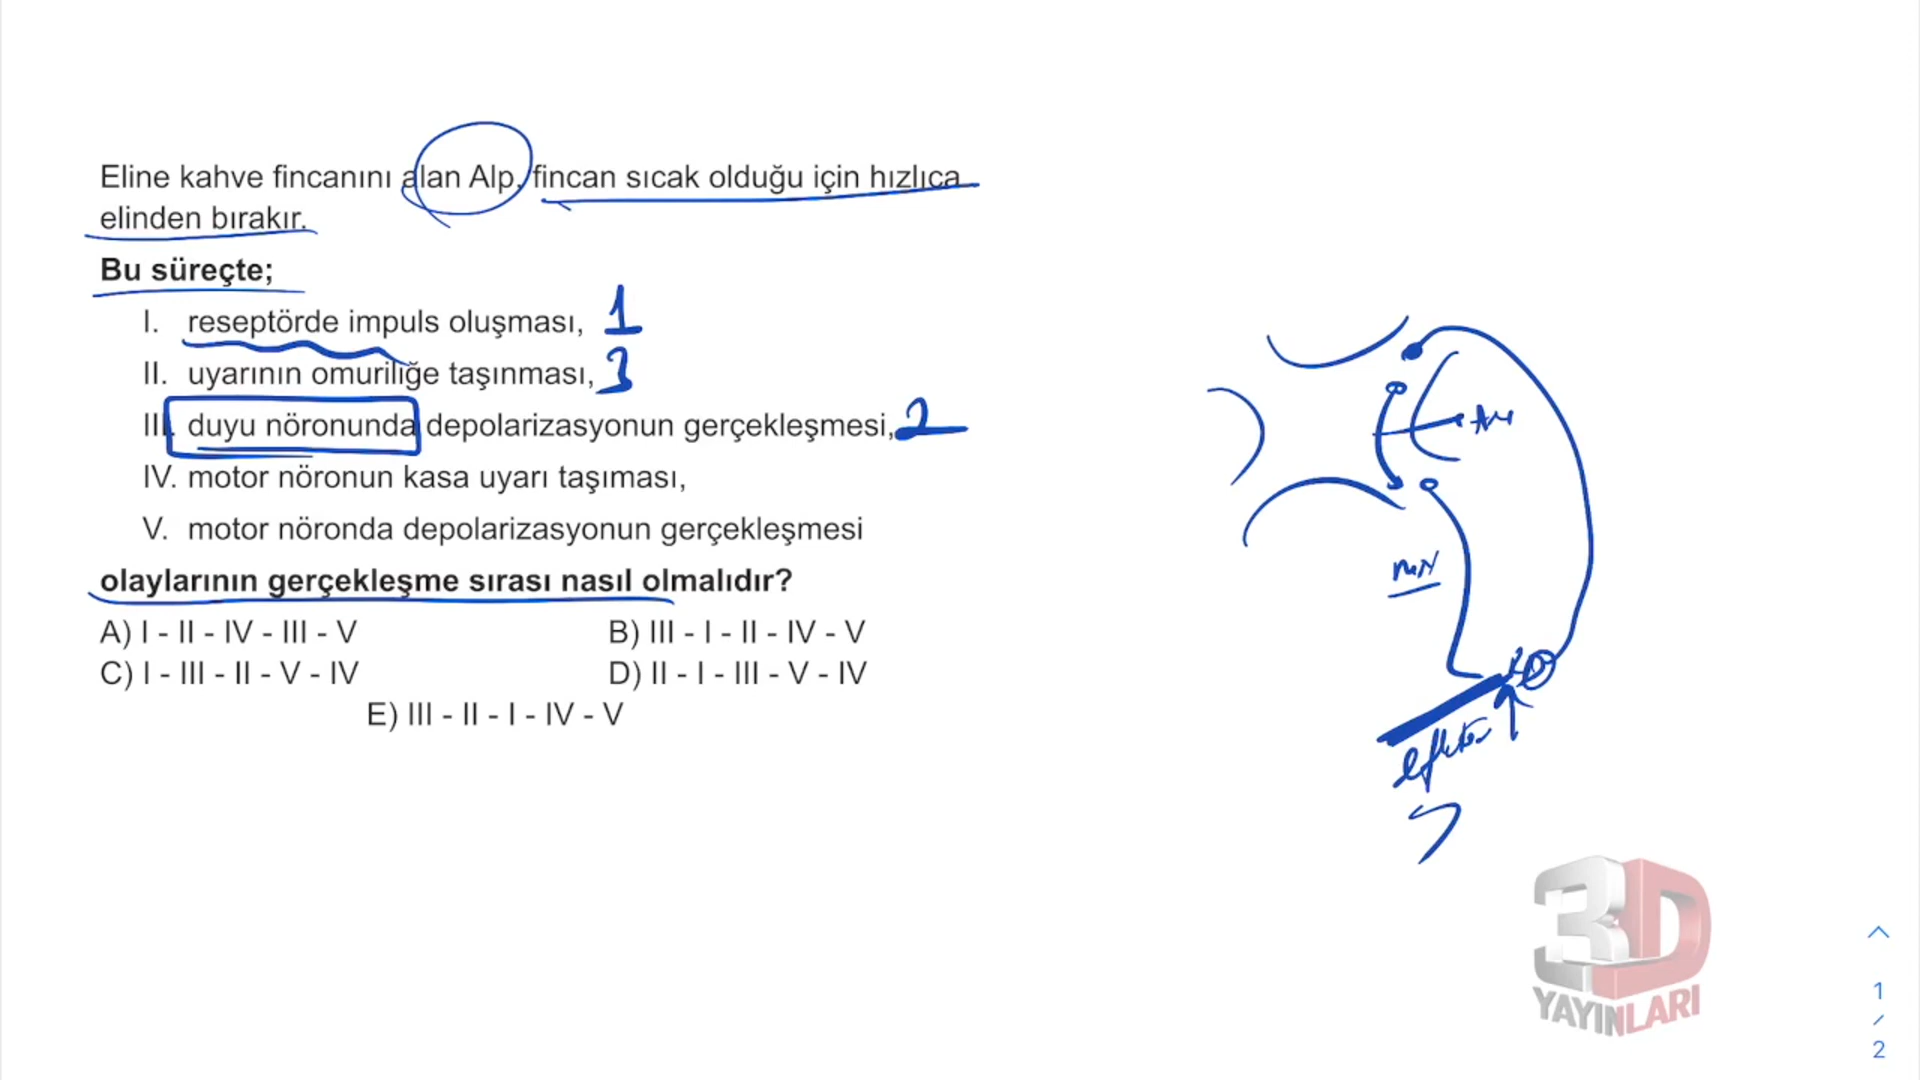 Eline kahve fincanını alan Alp, fincan sıcak olduğu için hızlıca
elinden bırakır.
Bu süreçte;
I. reseptörde impuls oluşması, 1
II. uyarının omuriliğe taşınması, 3
III. duyu nöronunda depolarizasyonun gerçekleşmesi, 2
IV. motor nöronun kasa uyarı taşıması,
V. motor nöronda depolarizasyonun gerçekleşmesi
olaylarının gerçekleşme sırası nasıl olmalıdır?
A) I - II - IV - III - V B) III - I - II - IV - V
C) I - III - II - V - IV D) II - I - III - V - IV
E) III - II - I - IV - V
MN
efektör
3D
YAYINLARI
1
/
2